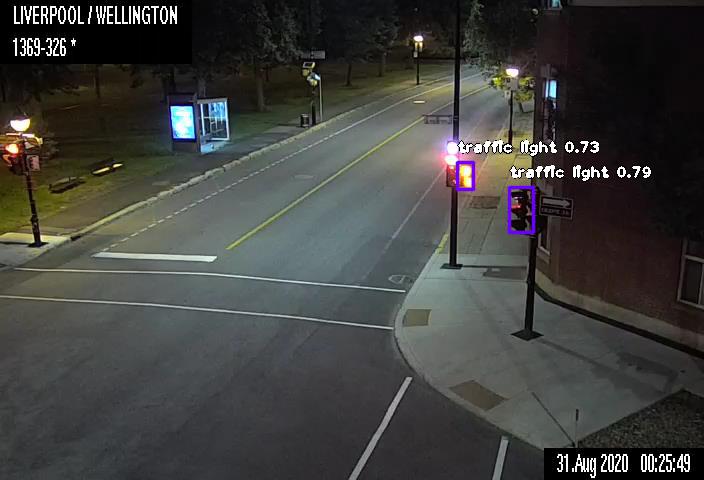 LIVERPOOL / WELLINGTON
1369-326 *
traffic light 0.73
traffic light 0.79
31.Aug 2020 00:25:49